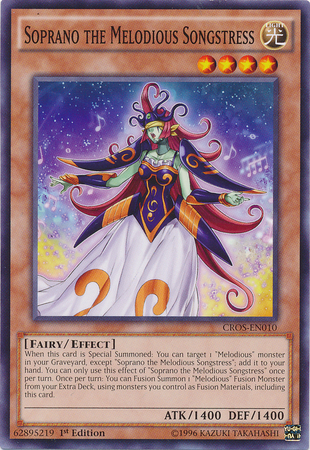 SOPRANO THE MELODIOUS SONGSTRESS
LIGHT
光
CROS-EN010
[FAIRY/EFFECT]
When this card is Special Summoned: You can target 1 "Melodious" monster
in your Graveyard, except "Soprano the Melodious Songstress"; add it to your
hand. You can only use this effect of "Soprano the Melodious Songstress" once
per turn. Once per turn: You can Fusion Summon 1 "Melodious" Fusion Monster
from your Extra Deck, using monsters you control as Fusion Materials, including
this card.
ATK/1400 DEF/1400
62895219 1st Edition ©1996 KAZUKI TAKAHASHI